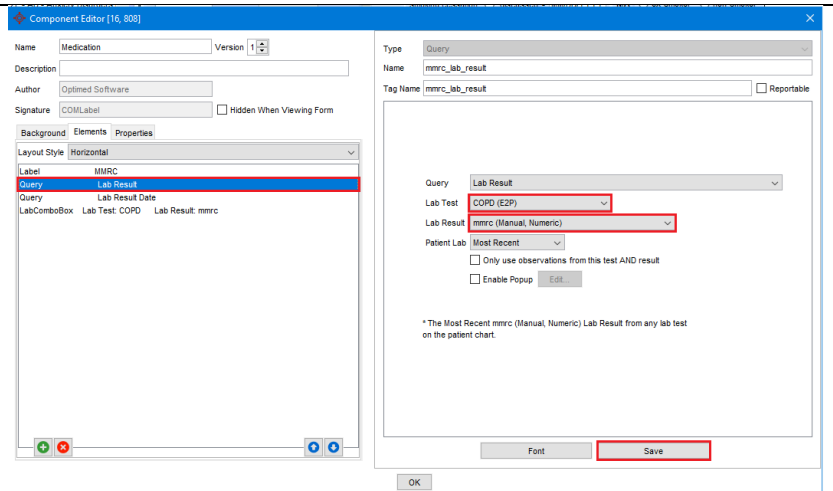 Component Editor [16, 808]
Name Medication Version 1
Description
Author Optimed Software
Signature COMLabel Hidden When Viewing Form
Background Elements Properties
Layout Style Horizontal
Label MMRC
Query Lab Result
Query Lab Result Date
LabComboBox Lab Test: COPD Lab Result: mmrc
Type Query
Name mmrc_lab_result
Tag Name mmrc_lab_result Reportable
Query Lab Result
Lab Test COPD (E2P)
Lab Result mmrc (Manual, Numeric)
Patient Lab Most Recent
Only use observations from this test AND result
Enable Popup Edit...
* The Most Recent mmrc (Manual, Numeric) Lab Result from any lab test
on the patient chart.
Font Save
OK